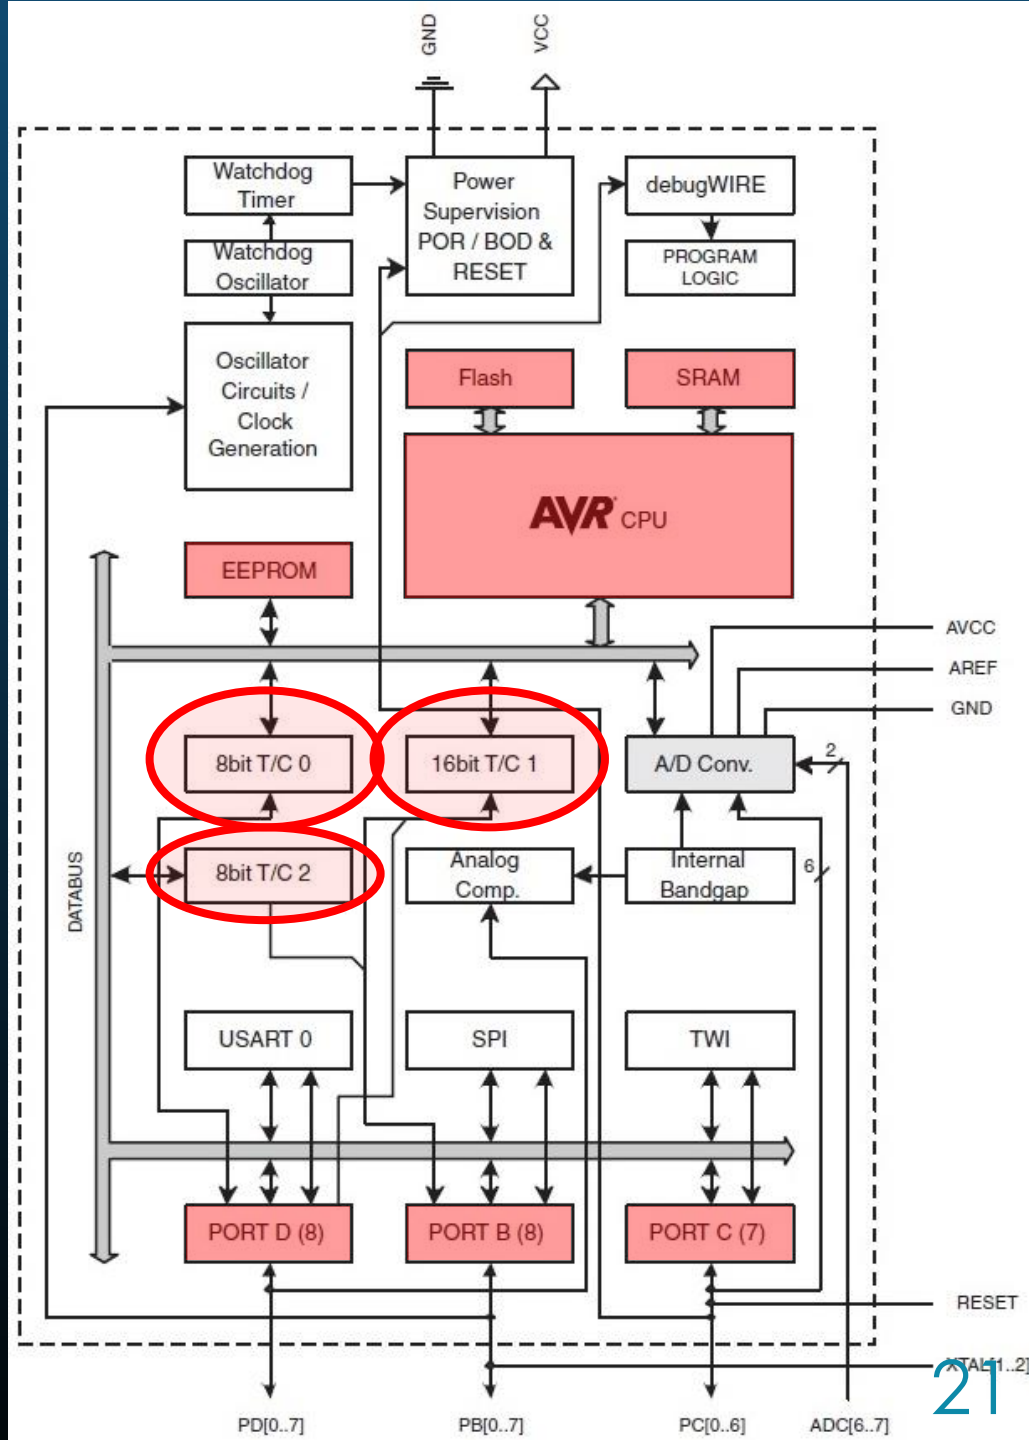 GND
VCC
Watchdog
Timer
Power
Supervision
POR / BOD &
RESET
debugWIRE
Watchdog
Oscillator
PROGRAM
LOGIC
Oscillator
Circuits /
Clock
Generation
Flash
SRAM
AVR CPU
EEPROM
AVCC
AREF
GND
8bit T/C 0
16bit T/C 1
A/D Conv.
2
DATABUS
8bit T/C 2
Analog
Comp.
Internal
Bandgap
6
USART 0
SPI
TWI
PORT D (8)
PORT B (8)
PORT C (7)
RESET
XTAL[1..2]
21
PD[0..7]
PB[0..7]
PC[0..6]
ADC[6..7]